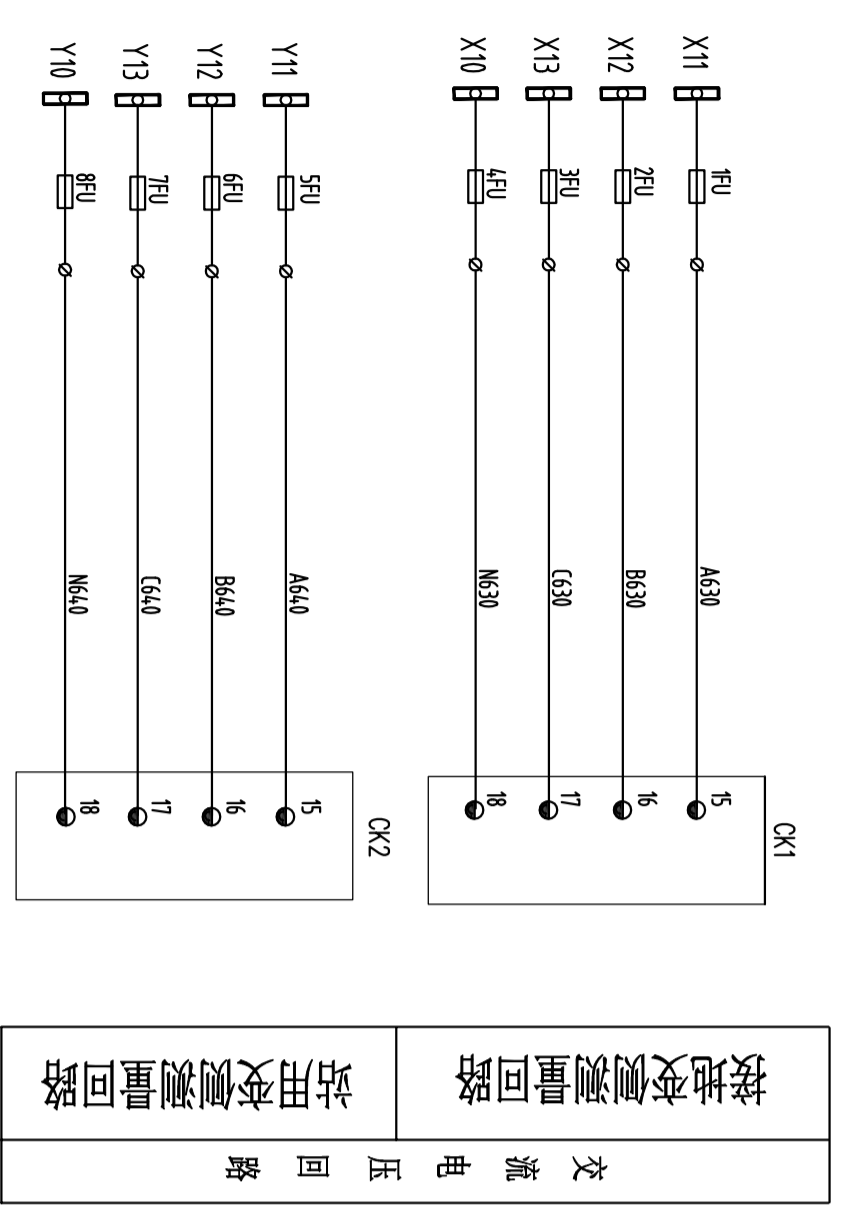 X11 1FU A630 15
X12 2FU B630 16
X13 3FU C630 17
X10 4FU N630 18
CK1
接地变侧测量回路
Y11 5FU A640 15
Y12 6FU B640 16
Y13 7FU C640 17
Y10 8FU N640 18
CK2
站用变侧测量回路
交流电压回路